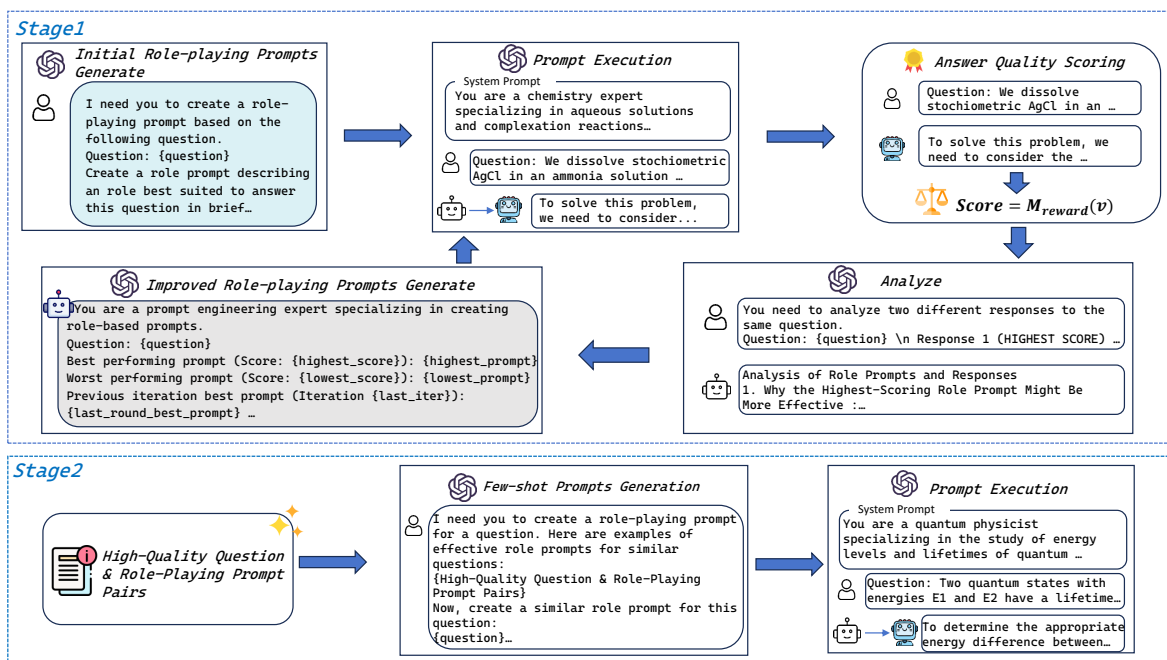 Stage1
Initial Role-playing Prompts
Generate
I need you to create a role-
playing prompt based on the
following question.
Question: {question}
Create a role prompt describing
an role best suited to answer
this question in brief…
Prompt Execution
System Prompt
You are a chemistry expert
specializing in aqueous solutions
and complexation reactions…
Question: We dissolve stochiometric
AgCl in an ammonia solution …
To solve this problem,
we need to consider...
Answer Quality Scoring
Question: We dissolve
stochiometric AgCl in an …
To solve this problem, we
need to consider the …
Score = M_reward(v)
Improved Role-playing Prompts Generate
You are a prompt engineering expert specializing in creating
role-based prompts.
Question: {question}
Best performing prompt (Score: {highest_score}): {highest_prompt}
Worst performing prompt (Score: {lowest_score}): {lowest_prompt}
Previous iteration best prompt (Iteration {last_iter}):
{last_round_best_prompt} …
Analyze
You need to analyze two different responses to the
same question.
Question: {question} \n Response 1 (HIGHEST SCORE) …
Analysis of Role Prompts and Responses
1. Why the Highest-Scoring Role Prompt Might Be
More Effective :…
Stage2
High-Quality Question
& Role-Playing Prompt
Pairs
Few-shot Prompts Generation
I need you to create a role-playing prompt
for a question. Here are examples of
effective role prompts for similar
questions:
{High-Quality Question & Role-Playing
Prompt Pairs}
Now, create a similar role prompt for this
question:
{question}…
Prompt Execution
System Prompt
You are a quantum physicist
specializing in the study of energy
levels and lifetimes of quantum …
Question: Two quantum states with
energies E1 and E2 have a lifetime…
To determine the appropriate
energy difference between…